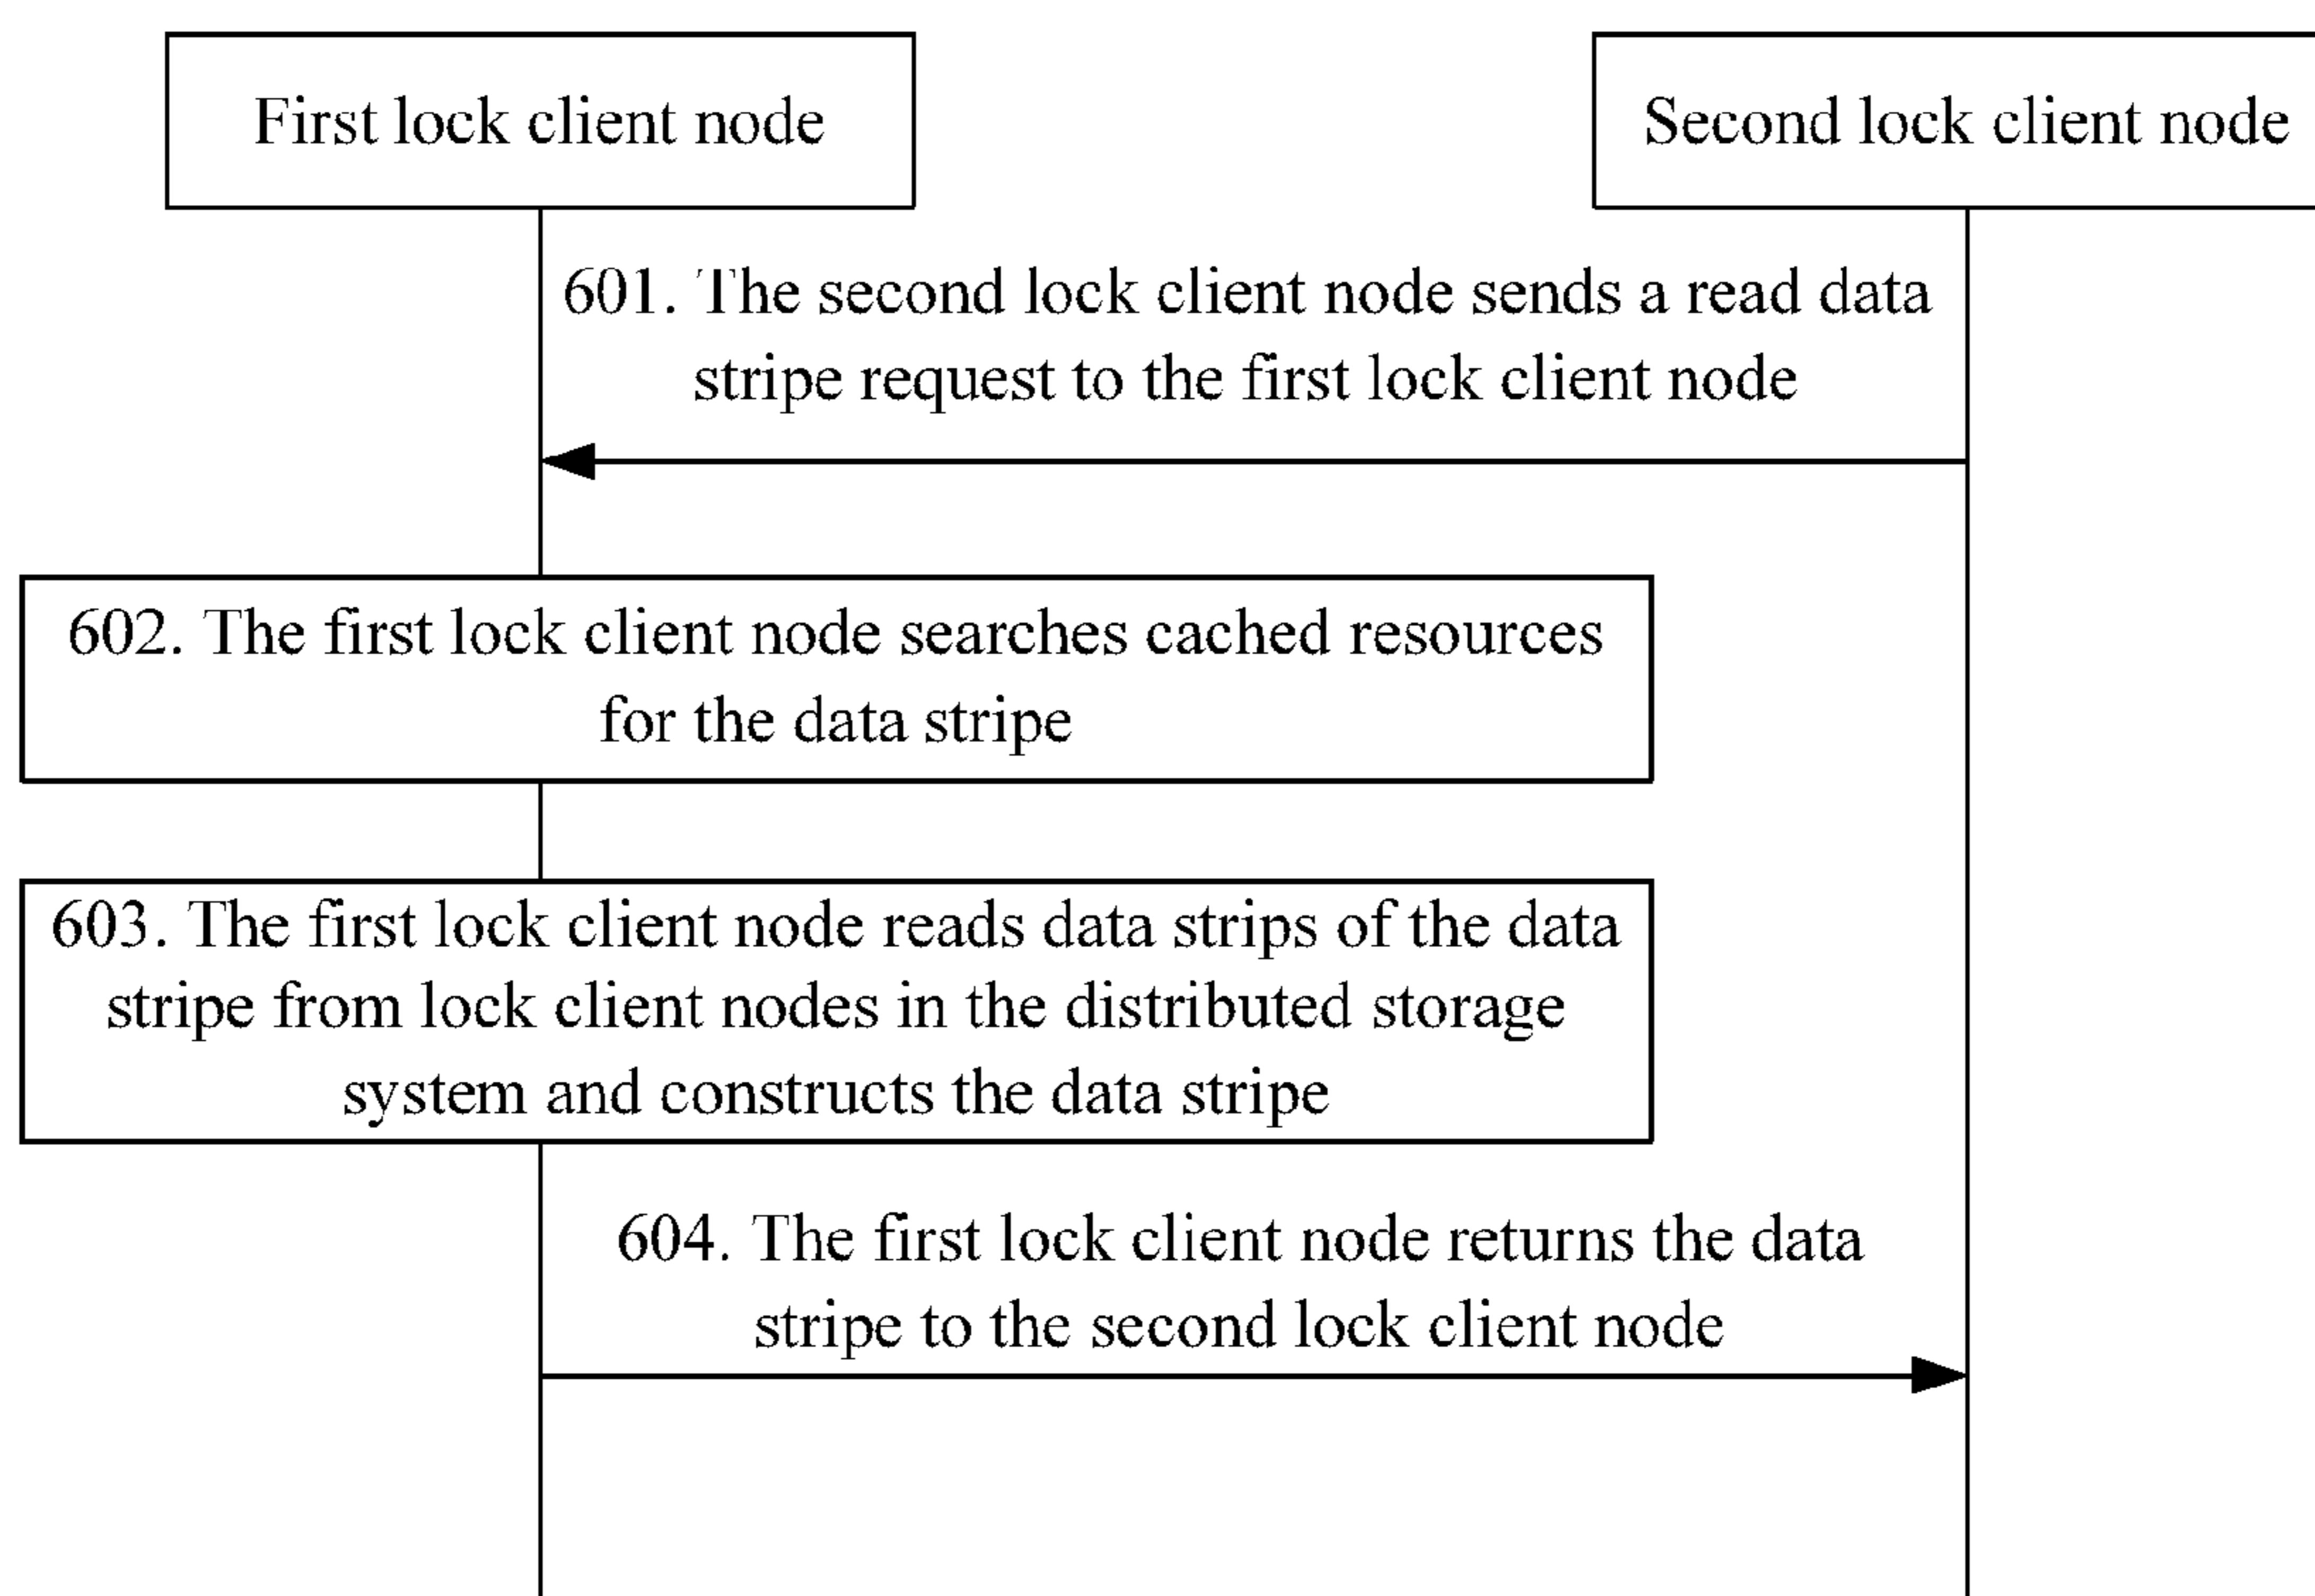 First lock client node
Second lock client node
601. The second lock client node sends a read data
stripe request to the first lock client node
602. The first lock client node searches cached resources
for the data stripe
603. The first lock client node reads data strips of the data
stripe from lock client nodes in the distributed storage
system and constructs the data stripe
604. The first lock client node returns the data
stripe to the second lock client node